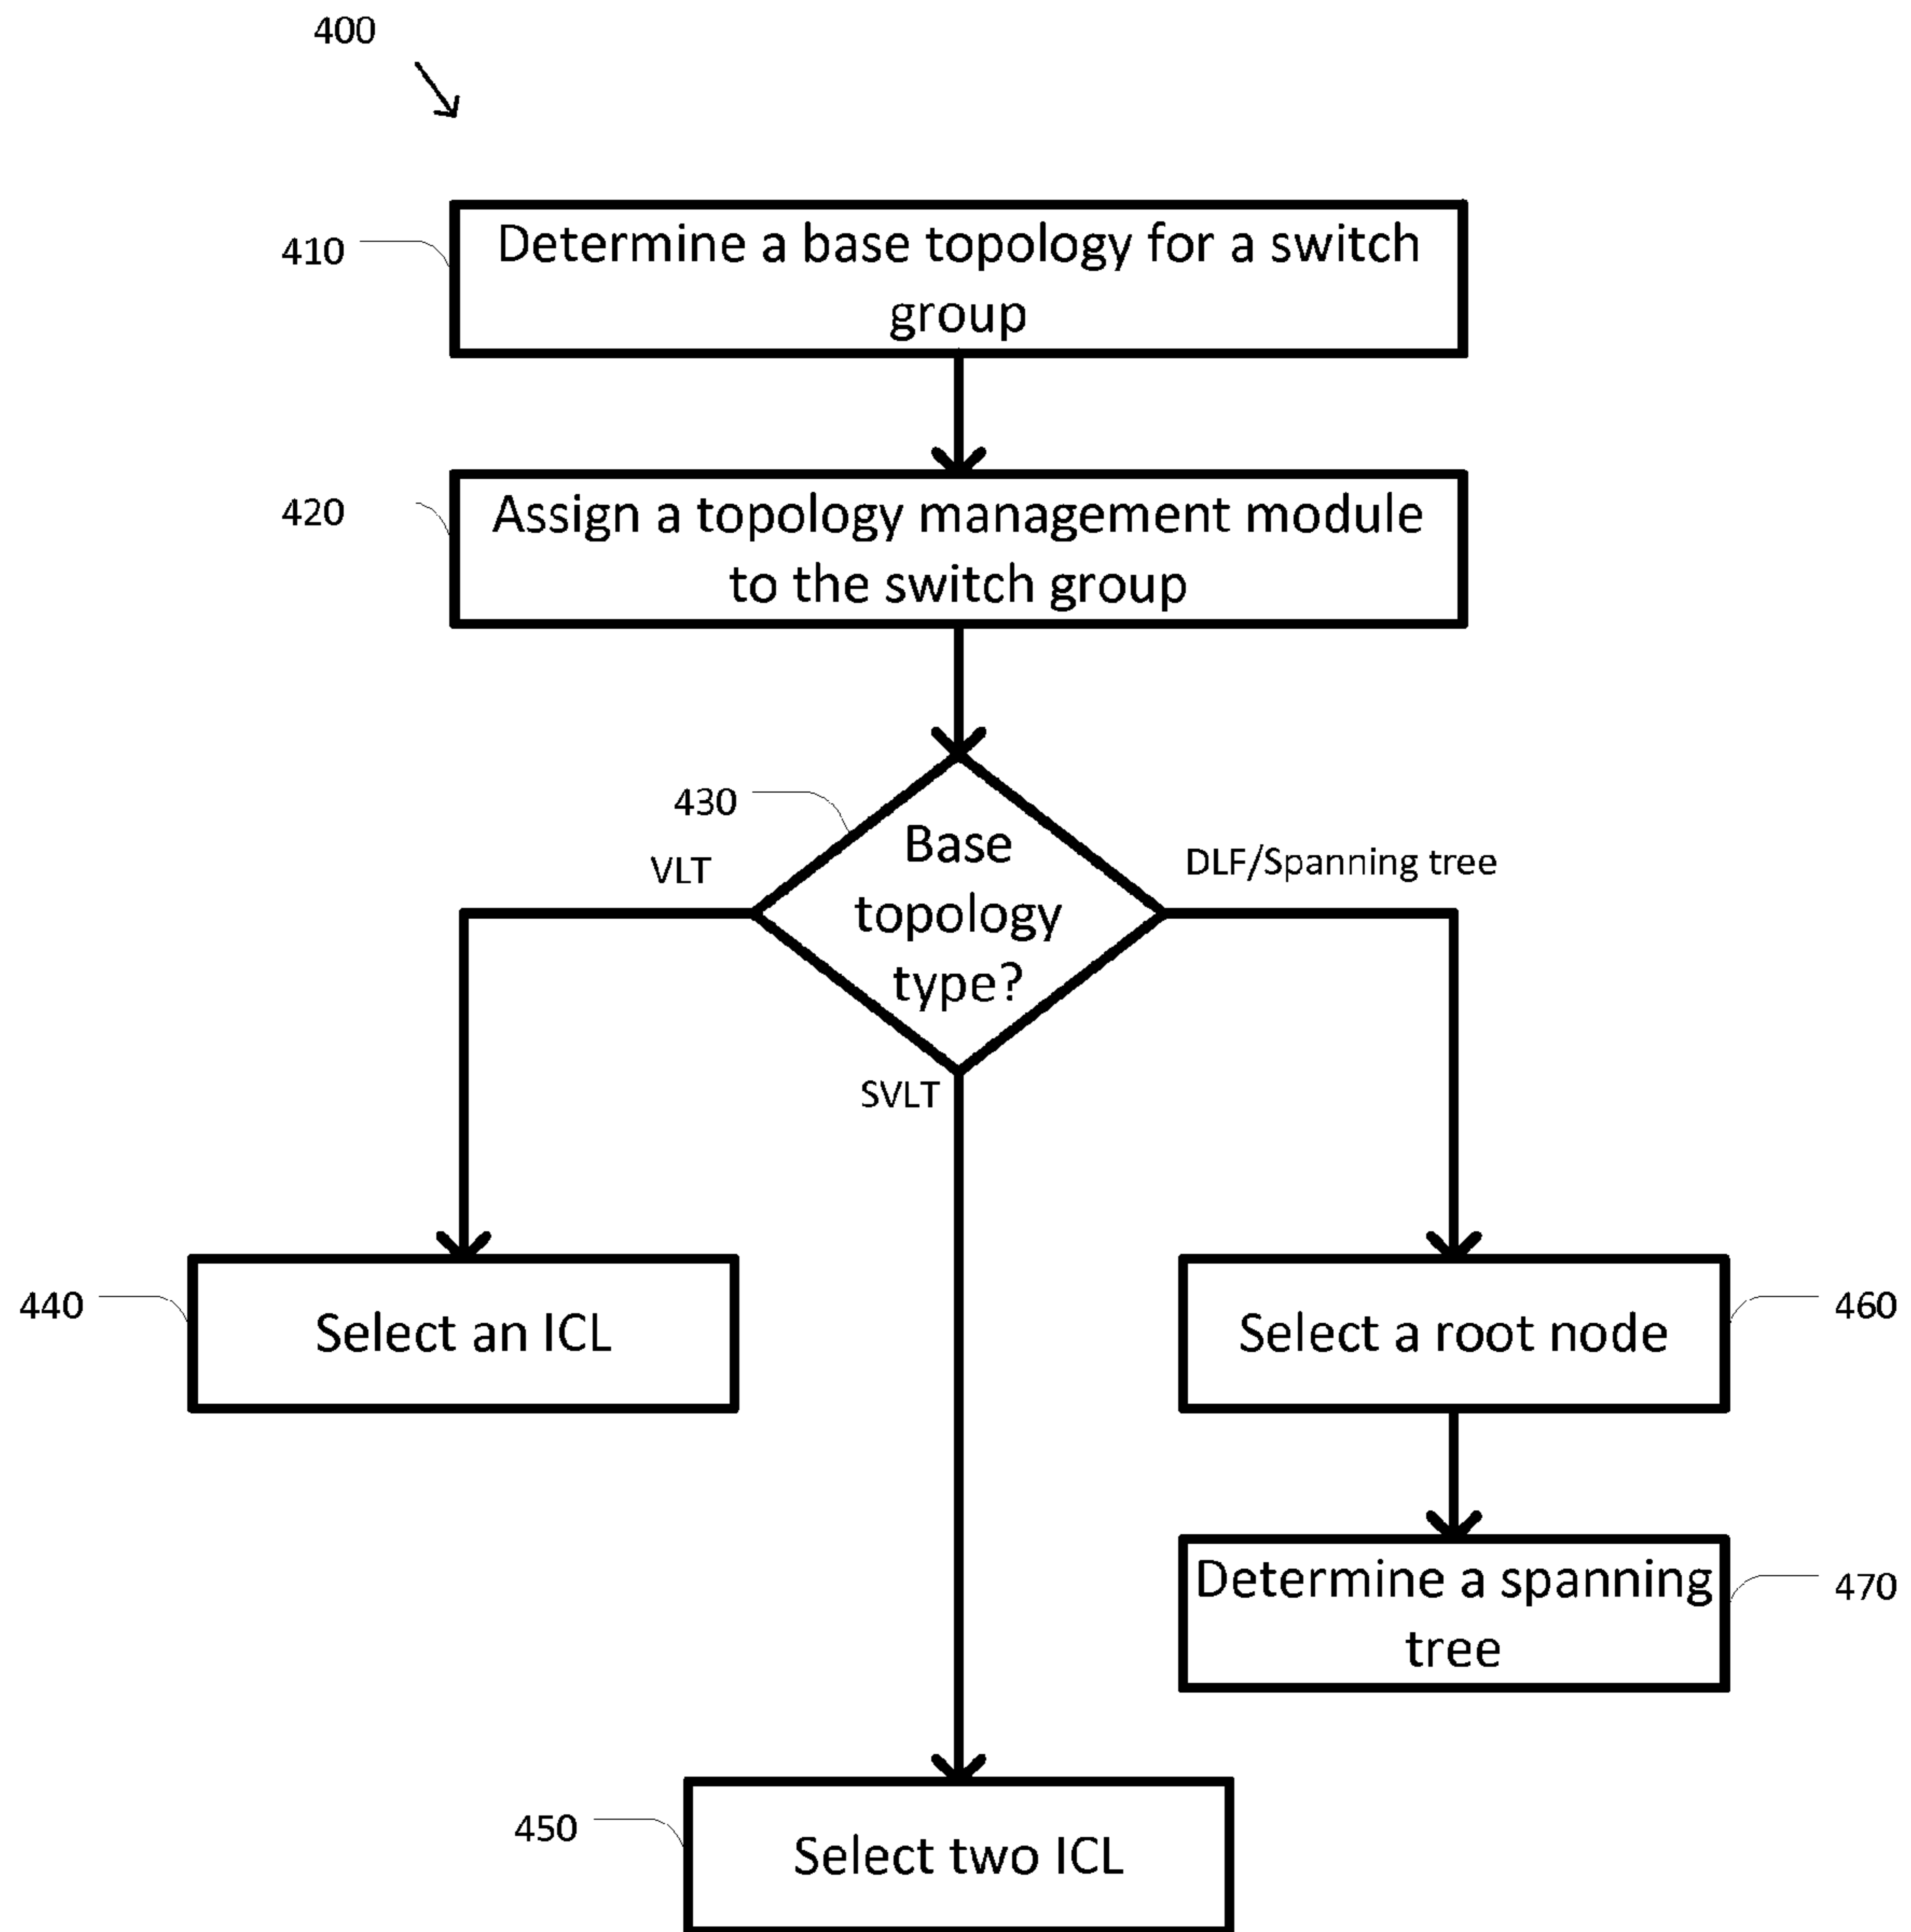 400
410
Determine a base topology for a switch
group
420
Assign a topology management module
to the switch group
430
Base
topology
type?
VLT
DLF/Spanning tree
SVLT
440
Select an ICL
460
Select a root node
470
Determine a spanning
tree
450
Select two ICL